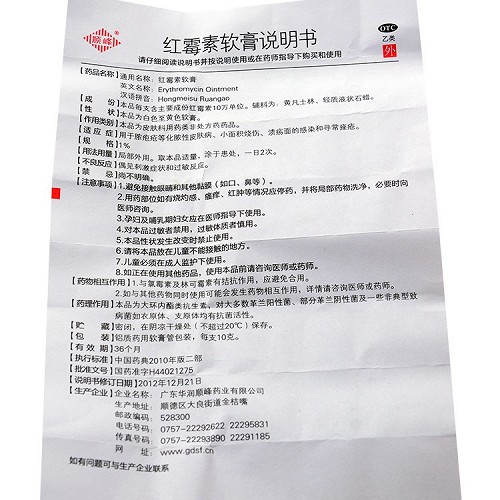 顺峰
红霉素软膏说明书
OTC
乙类
外
请仔细阅读说明书并按说明使用或在药师指导下购买和使用
【药品名称】通用名称：红霉素软膏
英文名称：Erythromycin Ointment
汉语拼音：Hongmeisu Ruangao
【成　份】本品每支含主要成份红霉素10万单位。辅料为：黄凡士林、轻质液状石蜡。
【性　状】本品为白色至黄色软膏。
【作用类别】本品为皮肤科用药类非处方药药品。
【适 应 症】用于脓疱疮等化脓性皮肤病、小面积烧伤、溃疡面的感染和寻常痤疮。
【规　格】1%
【用法用量】局部外用。取本品适量，涂于患处，一日2次。
【不良反应】偶见刺激症状和过敏反应。
【禁　忌】尚不明确。
【注意事项】1.避免接触眼睛和其他黏膜（如口、鼻等）。
2.用药部位如有烧灼感、瘙痒、红肿等情况应停药，并将局部药物洗净，必要时向
医师咨询。
3.孕妇及哺乳期妇女应在医师指导下使用。
4.对本品过敏者禁用，过敏体质者慎用。
5.本品性状发生改变时禁止使用。
6.请将本品放在儿童不能接触的地方。
7.儿童必须在成人监护下使用。
8.如正在使用其他药品，使用本品前请咨询医师或药师。
【药物相互作用】1.与氯霉素类和林可霉素有拮抗作用，应避免合用。
2.如与其他药物同时使用可能会发生药物相互作用，详情请咨询医师或药师。
【药理作用】本品为大环内酯类抗生素，对大多数革兰阳性菌、部分革兰阴性菌及一些非典型致
病菌如衣原体、支原体均有抗菌活性。
【贮　藏】密闭，在阴凉干燥处（不超过20℃）保存。
【包　装】铝质药用软膏管包装，每支10克。
【有 效 期】36个月
【执行标准】中国药典2010年版二部
【批准文号】国药准字H44021275
【说明书修订日期】2012年12月21日
【生产企业】企业名称：广东华润顺峰药业有限公司
生产地址：顺德区大良街道金桔嘴
邮政编码：528300
电话号码：0757-22292622 22295831
传真号码：0757-22293890 22291185
网　址：www.gdsf.cn
如有问题可与生产企业联系